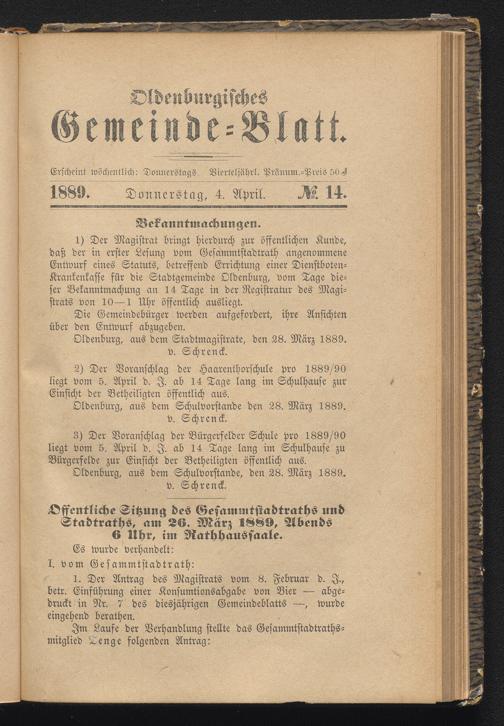 Oldenburgisches
Gemeinde-Blatt.
Erscheint wöchentlich: Donnerstags. Vierteljährl. Pränum.-Preis 50 ₰
1889. Donnerstag, 4. April. № 14.
Bekanntmachungen.
1) Der Magistrat bringt hierdurch zur öffentlichen Kunde,
daß der in erster Lesung vom Gesammtstadtrath angenommene
Entwurf eines Statuts, betreffend Errichtung einer Dienstboten-
Krankenkasse für die Stadtgemeinde Oldenburg, vom Tage die-
ser Bekanntmachung an 14 Tage in der Registratur des Magi-
strats von 10—1 Uhr öffentlich ausliegt.
Die Gemeindebürger werden aufgefordert, ihre Ansichten
über den Entwurf abzugeben.
Oldenburg, aus dem Stadtmagistrate, den 28. März 1889.
v. Schrenck.
2) Der Voranschlag der Haarenthorschule pro 1889/90
liegt vom 5. April d. J. ab 14 Tage lang im Schulhause zur
Einsicht der Betheiligten öffentlich aus.
Oldenburg, aus dem Schulvorstande den 28. März 1889.
v. Schrenck.
3) Der Voranschlag der Bürgerfelder Schule pro 1889/90
liegt vom 5. April d. J. ab 14 Tage lang im Schulhause zu
Bürgerfelde zur Einsicht der Betheiligten öffentlich aus.
Oldenburg, aus dem Schulvorstande, den 28. März 1889.
v. Schrenck.
Öffentliche Sitzung des Gesammtstadtraths und
Stadtraths, am 26. März 1889, Abends
6 Uhr, im Rathhaussaale.
Es wurde verhandelt:
I. vom Gesammtstadtrath:
1. Der Antrag des Magistrats vom 8. Februar d. J.,
betr. Einführung einer Konsumtionsabgabe von Bier — abge-
druckt in Nr. 7 des diesjährigen Gemeindeblatts —, wurde
eingehend berathen.
Im Laufe der Verhandlung stellte das Gesammtstadtraths-
mitglied Lenge folgenden Antrag: